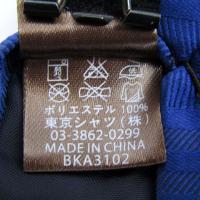 ポリエステル 100%
東京シャツ(株)
03-3862-0299
MADE IN CHINA
BKA3102